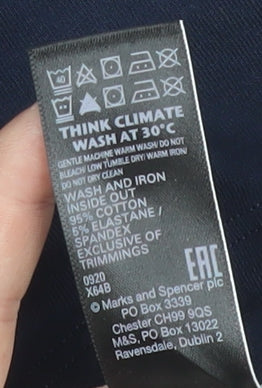 40
THINK CLIMATE
WASH AT 30°C
GENTLE MACHINE WARM WASH/ DO NOT
BLEACH/ LOW TUMBLE DRY/ WARM IRON/
DO NOT DRY CLEAN
WASH AND IRON
INSIDE OUT
95% COTTON
5% ELASTANE /
SPANDEX
EXCLUSIVE OF
TRIMMINGS
0920
X64B
EAC
© Marks and Spencer plc
PO Box 3339
Chester CH99 9QS
M&S, PO Box 13022
Ravensdale, Dublin 2